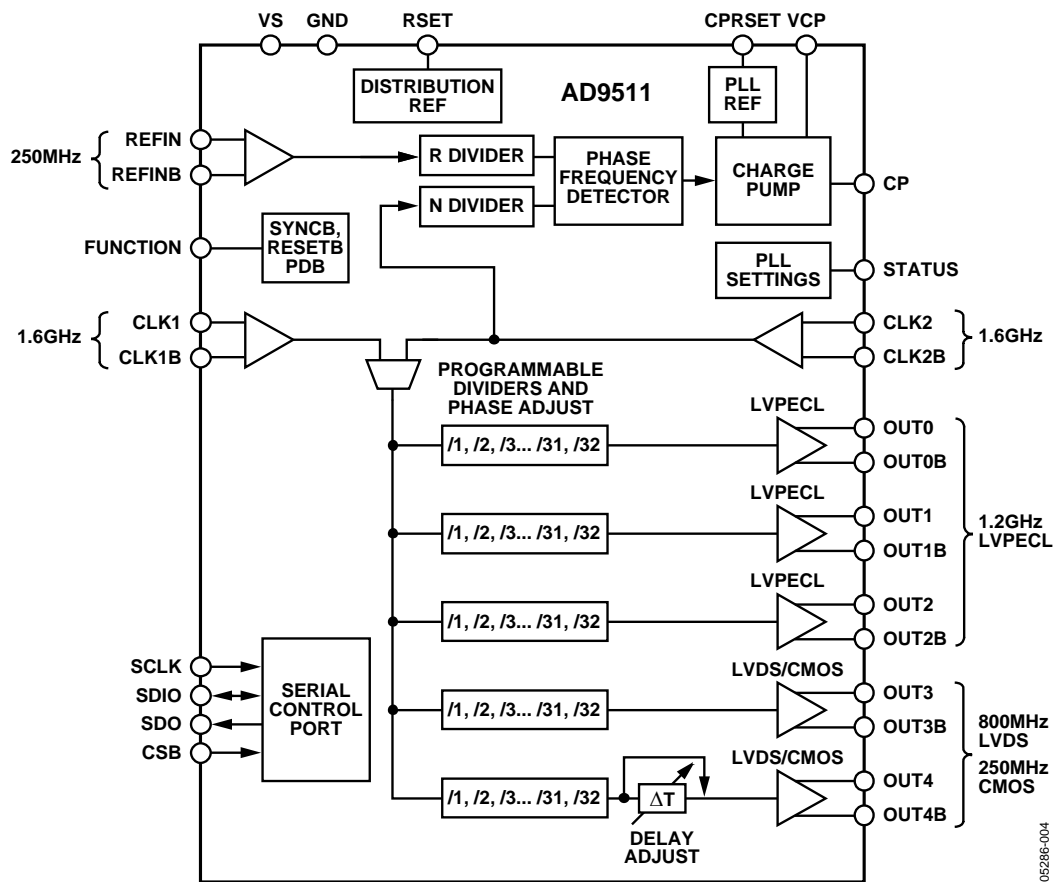 VS
GND
RSET
CPRSET
VCP
DISTRIBUTION
REF
AD9511
PLL
REF
250MHz
REFIN
REFINB
R DIVIDER
N DIVIDER
PHASE
FREQUENCY
DETECTOR
CHARGE
PUMP
CP
FUNCTION
SYNCB,
RESETB
PDB
PLL
SETTINGS
STATUS
1.6GHz
CLK1
CLK1B
CLK2
CLK2B
1.6GHz
PROGRAMMABLE
DIVIDERS AND
PHASE ADJUST
/1, /2, /3... /31, /32
LVPECL
OUT0
OUT0B
/1, /2, /3... /31, /32
LVPECL
OUT1
OUT1B
1.2GHz
LVPECL
/1, /2, /3... /31, /32
LVPECL
OUT2
OUT2B
SCLK
SDIO
SDO
CSB
SERIAL
CONTROL
PORT
/1, /2, /3... /31, /32
LVDS/CMOS
OUT3
OUT3B
800MHz
LVDS
250MHz
CMOS
/1, /2, /3... /31, /32
ΔT
DELAY
ADJUST
LVDS/CMOS
OUT4
OUT4B
05286-004